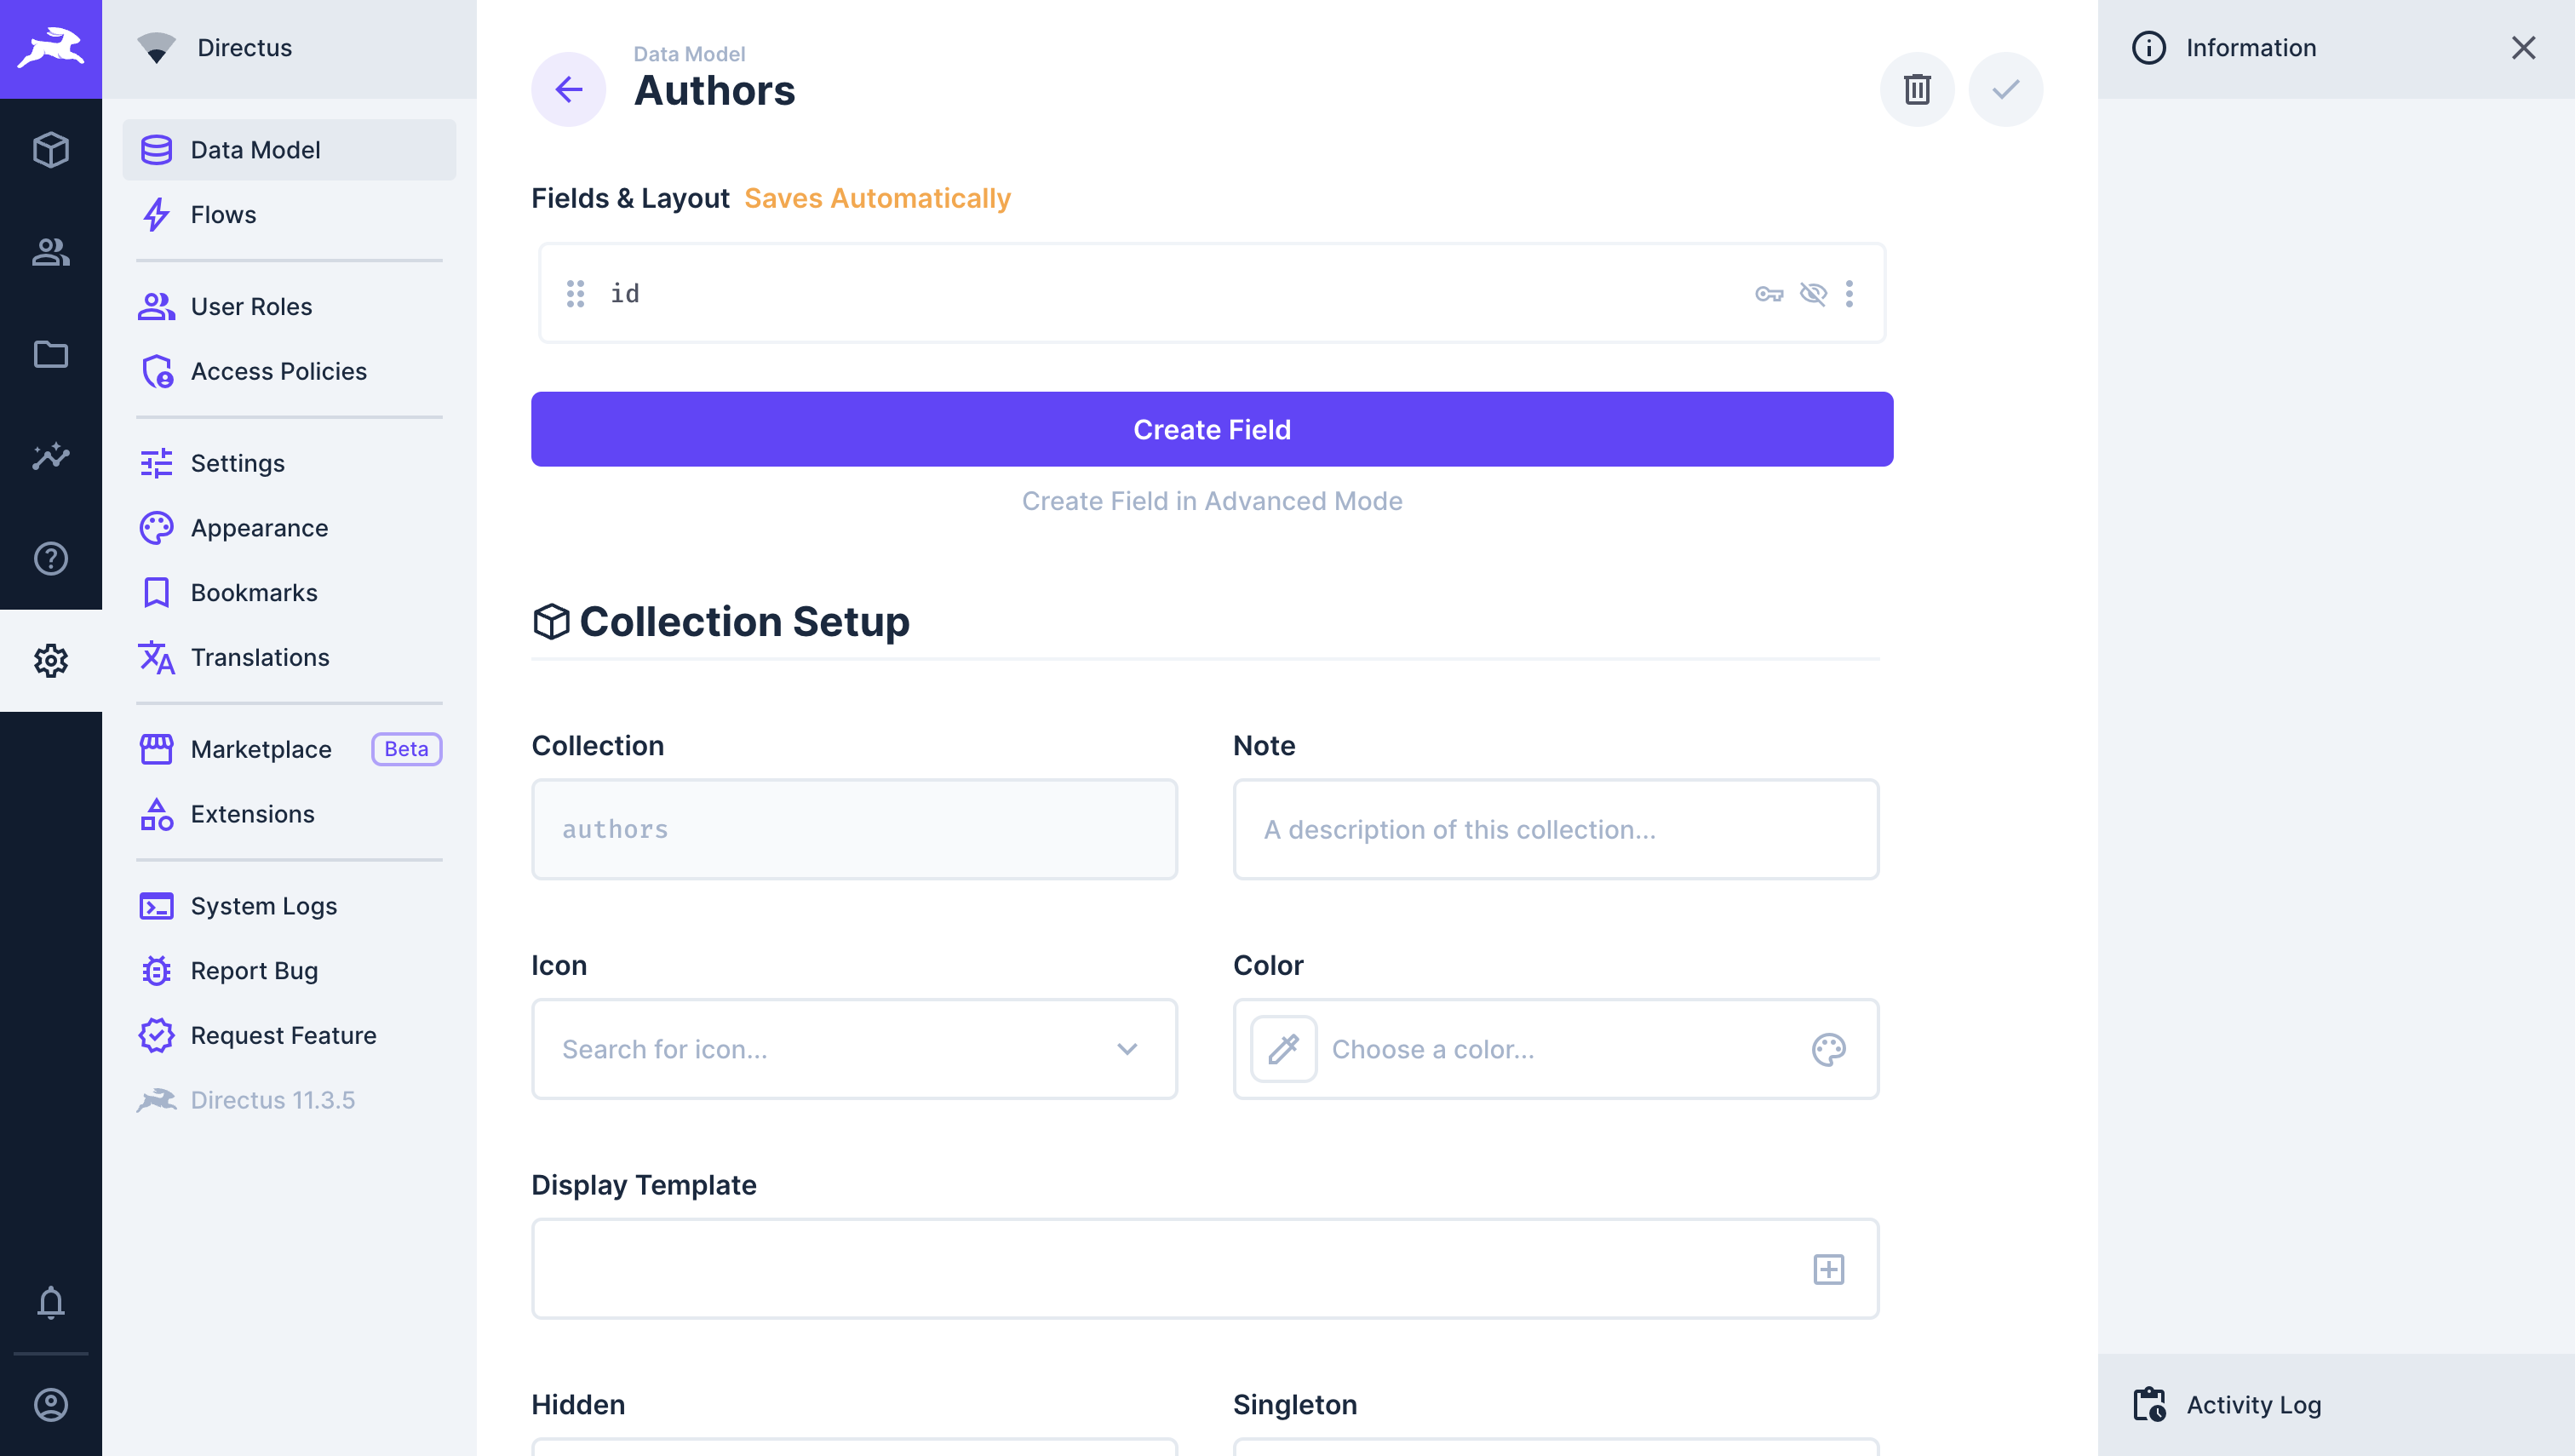 Directus
Data Model
Flows
User Roles
Access Policies
Settings
Appearance
Bookmarks
Translations
Marketplace Beta
Extensions
System Logs
Report Bug
Request Feature
Directus 11.3.5
Data Model
Authors
Fields & Layout Saves Automatically
id
Create Field
Create Field in Advanced Mode
Collection Setup
Collection
authors
Note
A description of this collection...
Icon
Search for icon...
Color
Choose a color...
Display Template
Hidden
Singleton
Information
Activity Log